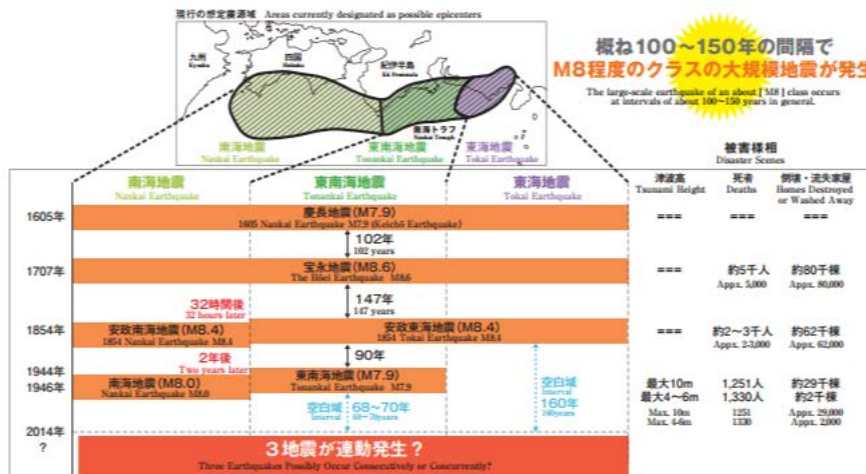 現行の想定震源域 Areas currently designated as possible epicenters
九州
Kyushu
四国
Shikoku
紀伊半島
Kii Peninsula
南海トラフ
Nankai Trough
南海地震
Nankai Earthquake
東南海地震
Tonankai Earthquake
東海地震
Tokai Earthquake
概ね100～150年の間隔で
M8程度のクラスの大規模地震が発生
The large-scale earthquake of an about [ M8 ] class occurs
at intervals of about 100～150 years in general.
被害様相
Disaster Scenes
南海地震
Nankai Earthquake
東南海地震
Tonankai Earthquake
東海地震
Tokai Earthquake
津波高
Tsunami Height
死者
Deaths
倒壊・流失家屋
Homes Destroyed
or Washed Away
1605年
慶長地震(M7.9)
1605 Nankai Earthquake M7.9 (Keichō Earthquake)
=== === ===
102年
102 years
1707年
宝永地震(M8.6)
The Hōei Earthquake M8.6
=== 約5千人 約80千棟
Appx. 5,000 Appx. 80,000
32時間後
32 hours later
147年
147 years
1854年
安政南海地震(M8.4)
1854 Nankai Earthquake M8.4
安政東海地震(M8.4)
1854 Tokai Earthquake M8.4
=== 約2～3千人 約62千棟
Appx. 2-3,000 Appx. 62,000
2年後
Two years later
90年
1944年
1946年
南海地震(M8.0)
Nankai Earthquake M8.0
東南海地震(M7.9)
Tonankai Earthquake M7.9
空白域
Interval
68～70年
68～70years
空白域
Interval
160年
160years
最大10m 1,251人 約29千棟
最大4～6m 1,330人 約2千棟
Max. 10m 1251 Appx. 29,000
Max. 4-6m 1330 Appx. 2,000
2014年
?
3地震が連動発生？
Three Earthquakes Possibly Occur Consecutively or Concurrently?